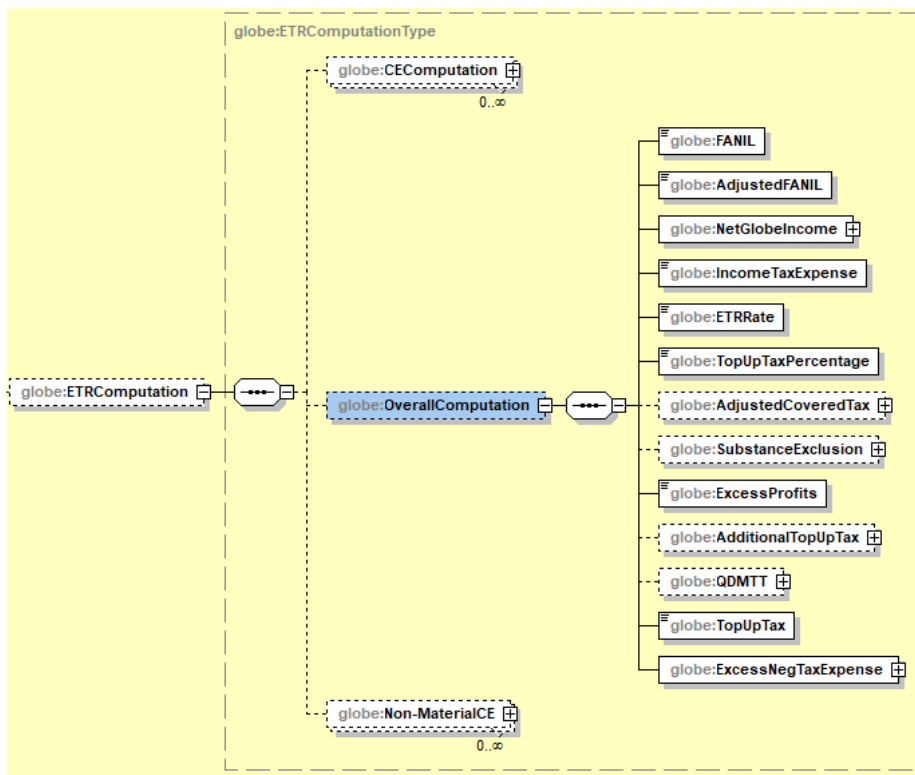 globe:ETRComputationType
globe:CEComputation
0..∞
globe:FANIL
globe:AdjustedFANIL
globe:NetGlobeIncome
globe:IncomeTaxExpense
globe:ETRRate
globe:TopUpTaxPercentage
globe:ETRComputation
globe:OverallComputation
globe:AdjustedCoveredTax
globe:SubstanceExclusion
globe:ExcessProfits
globe:AdditionalTopUpTax
globe:QDMTT
globe:TopUpTax
globe:ExcessNegTaxExpense
globe:Non-MaterialCE
0..∞